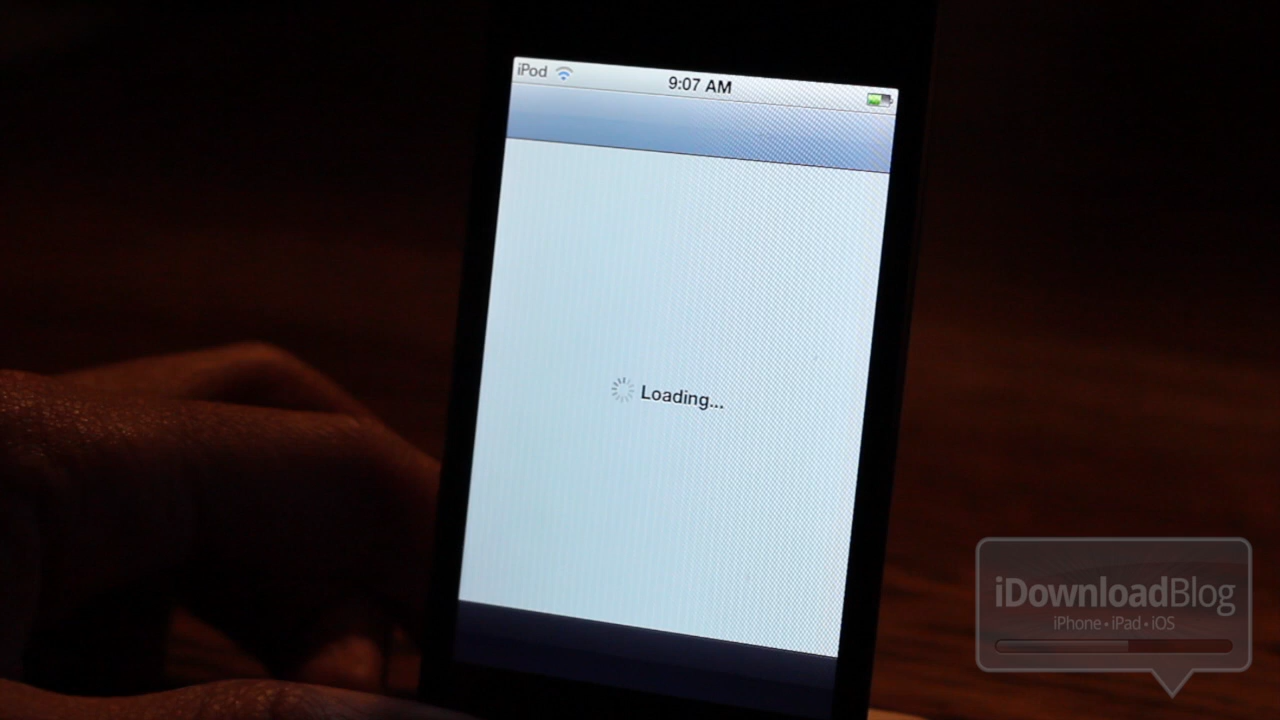 iPod 9:07 AM
Loading...
iDownloadBlog
iPhone • iPad • iOS